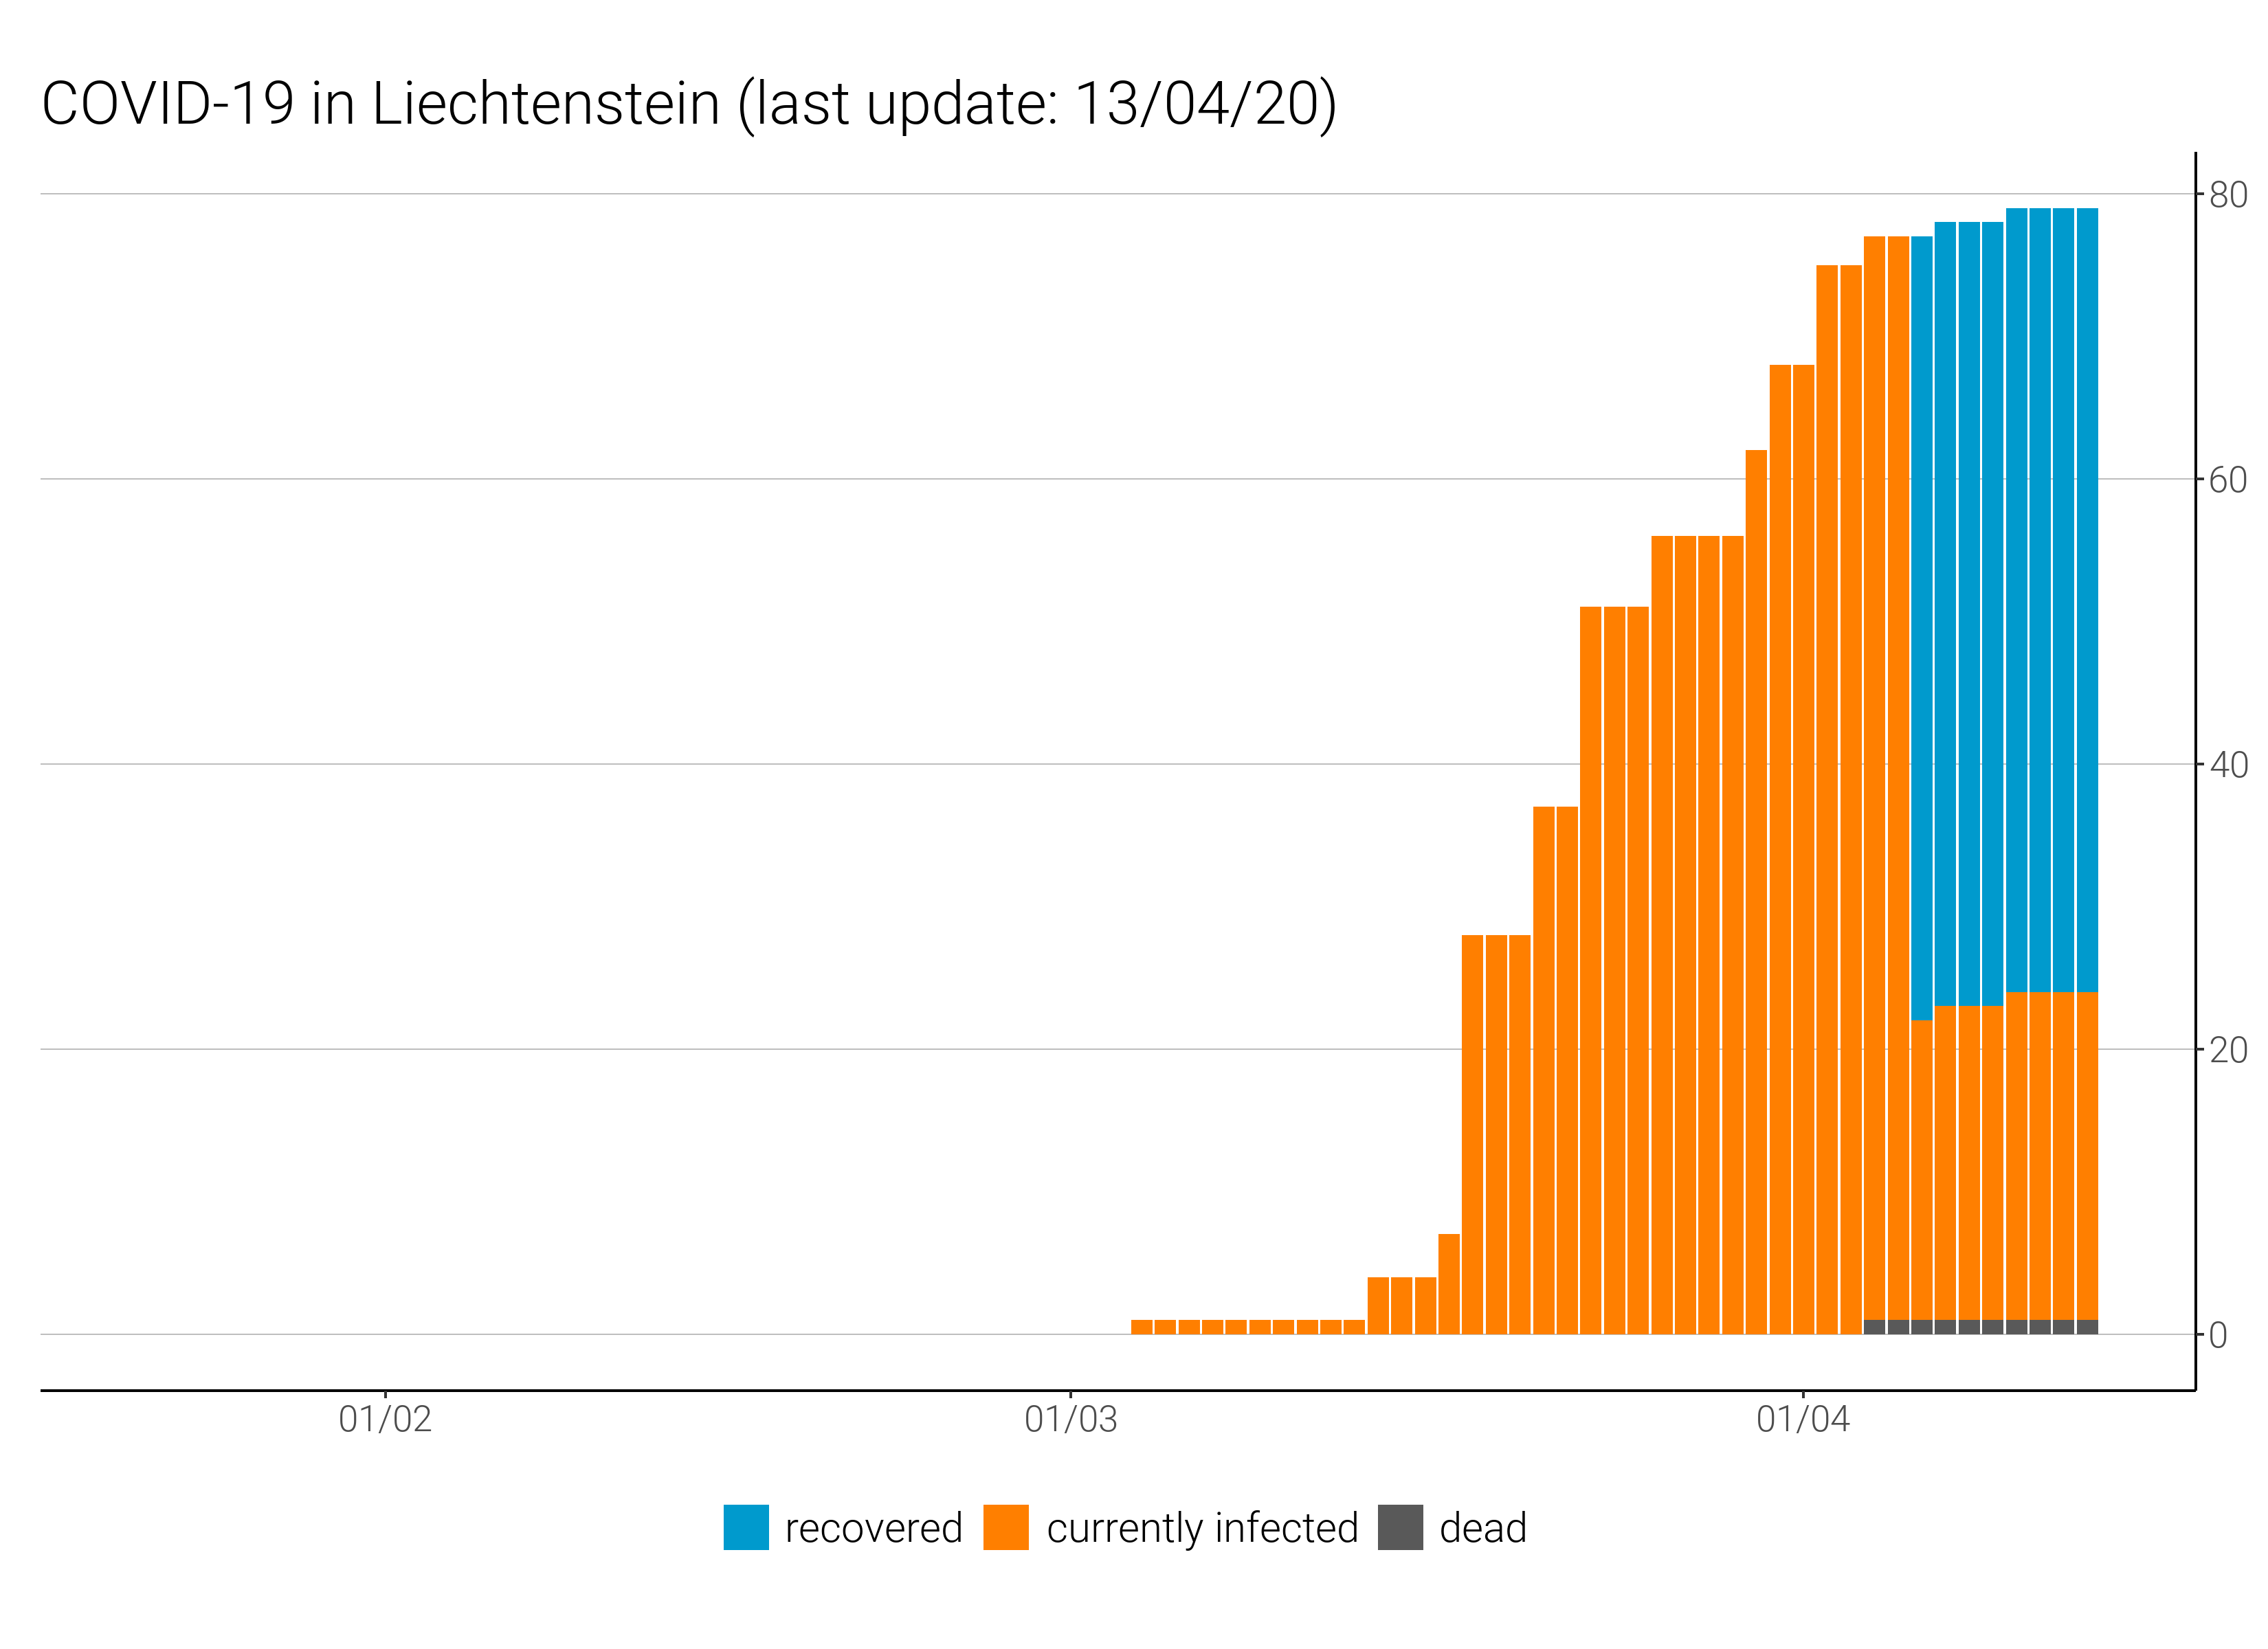 COVID-19 in Liechtenstein (last update: 13/04/20)
80
60
40
20
0
01/02 01/03 01/04
recovered currently infected dead